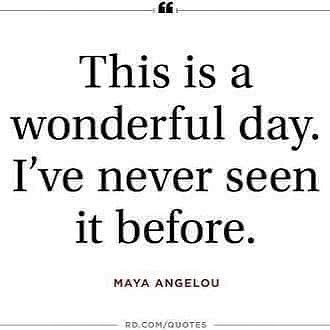 “
This is a
wonderful day.
I’ve never seen
it before.
MAYA ANGELOU
RD.COM/QUOTES